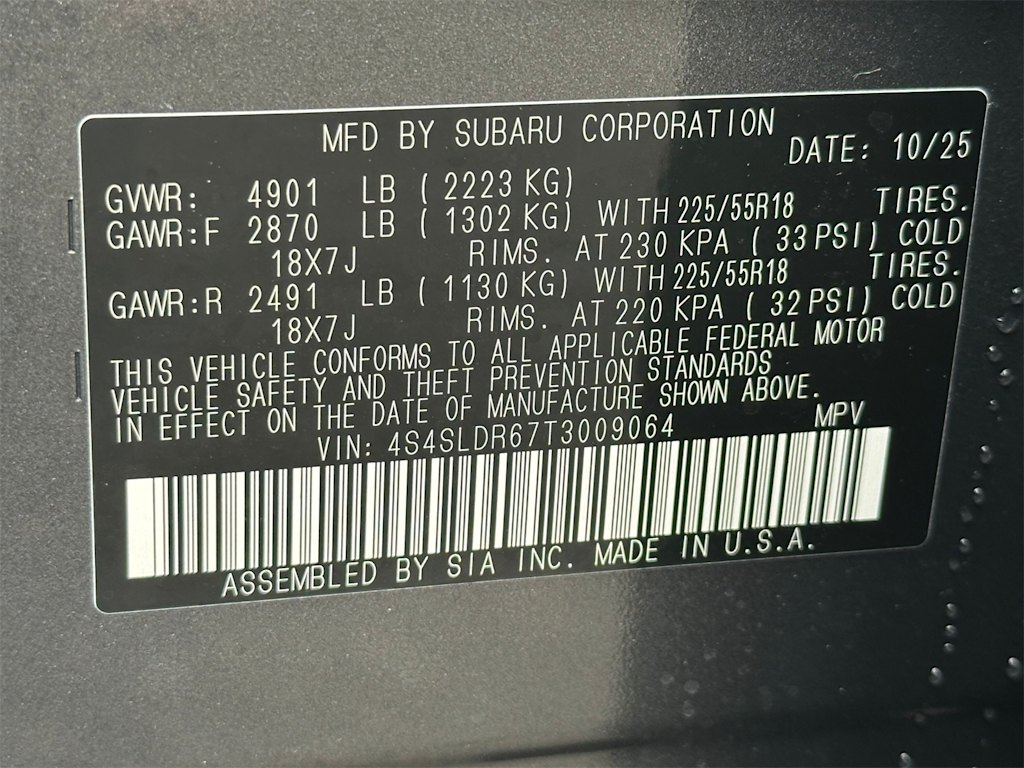 MFD BY SUBARU CORPORATION
DATE: 10/25
GVWR: 4901 LB ( 2223 KG)
GAWR:F 2870 LB ( 1302 KG) WITH 225/55R18 TIRES.
18X7J RIMS. AT 230 KPA ( 33 PSI) COLD
GAWR:R 2491 LB ( 1130 KG) WITH 225/55R18 TIRES.
18X7J RIMS. AT 220 KPA ( 32 PSI) COLD
THIS VEHICLE CONFORMS TO ALL APPLICABLE FEDERAL MOTOR
VEHICLE SAFETY AND THEFT PREVENTION STANDARDS
IN EFFECT ON THE DATE OF MANUFACTURE SHOWN ABOVE.
VIN: 4S4SLDR67T3009064 MPV
ASSEMBLED BY SIA INC. MADE IN U.S.A.